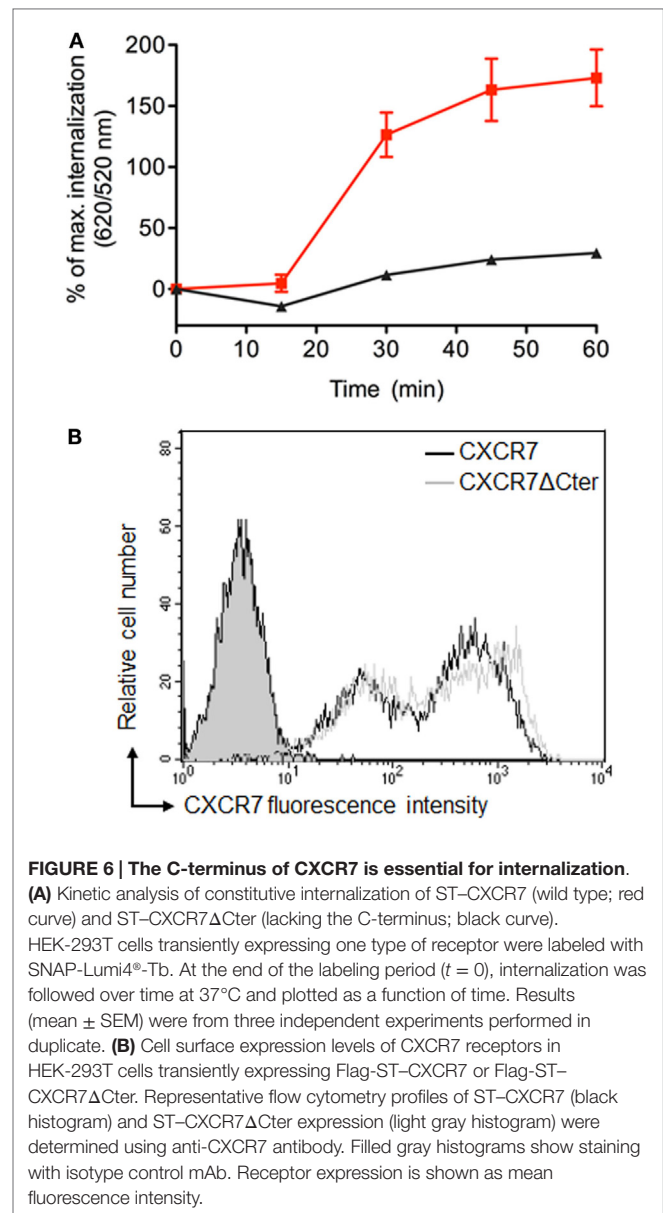 A
200
150
100
50
0
% of max. internalization
(620/520 nm)
0 10 20 30 40 50 60
Time (min)
B
CXCR7
CXCR7ΔCter
80
60
40
20
0
Relative cell number
10⁰ 10¹ 10² 10³ 10⁴
CXCR7 fluorescence intensity
FIGURE 6 | The C-terminus of CXCR7 is essential for internalization.
(A) Kinetic analysis of constitutive internalization of ST–CXCR7 (wild type; red
curve) and ST–CXCR7ΔCter (lacking the C-terminus; black curve).
HEK-293T cells transiently expressing one type of receptor were labeled with
SNAP-Lumi4®-Tb. At the end of the labeling period (t = 0), internalization was
followed over time at 37°C and plotted as a function of time. Results
(mean ± SEM) were from three independent experiments performed in
duplicate. (B) Cell surface expression levels of CXCR7 receptors in
HEK-293T cells transiently expressing Flag-ST–CXCR7 or Flag-ST–
CXCR7ΔCter. Representative flow cytometry profiles of ST–CXCR7 (black
histogram) and ST–CXCR7ΔCter expression (light gray histogram) were
determined using anti-CXCR7 antibody. Filled gray histograms show staining
with isotype control mAb. Receptor expression is shown as mean
fluorescence intensity.